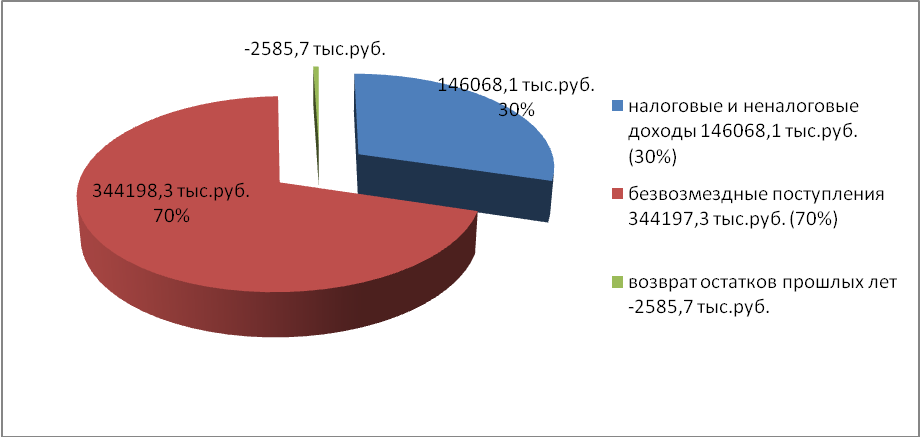 -2585,7 тыс.руб.
146068,1 тыс.руб.
30%
344198,3 тыс.руб.
70%
налоговые и неналоговые
доходы 146068,1 тыс.руб.
(30%)
безвозмездные поступления
344197,3 тыс.руб. (70%)
возврат остатков прошлых лет
-2585,7 тыс.руб.